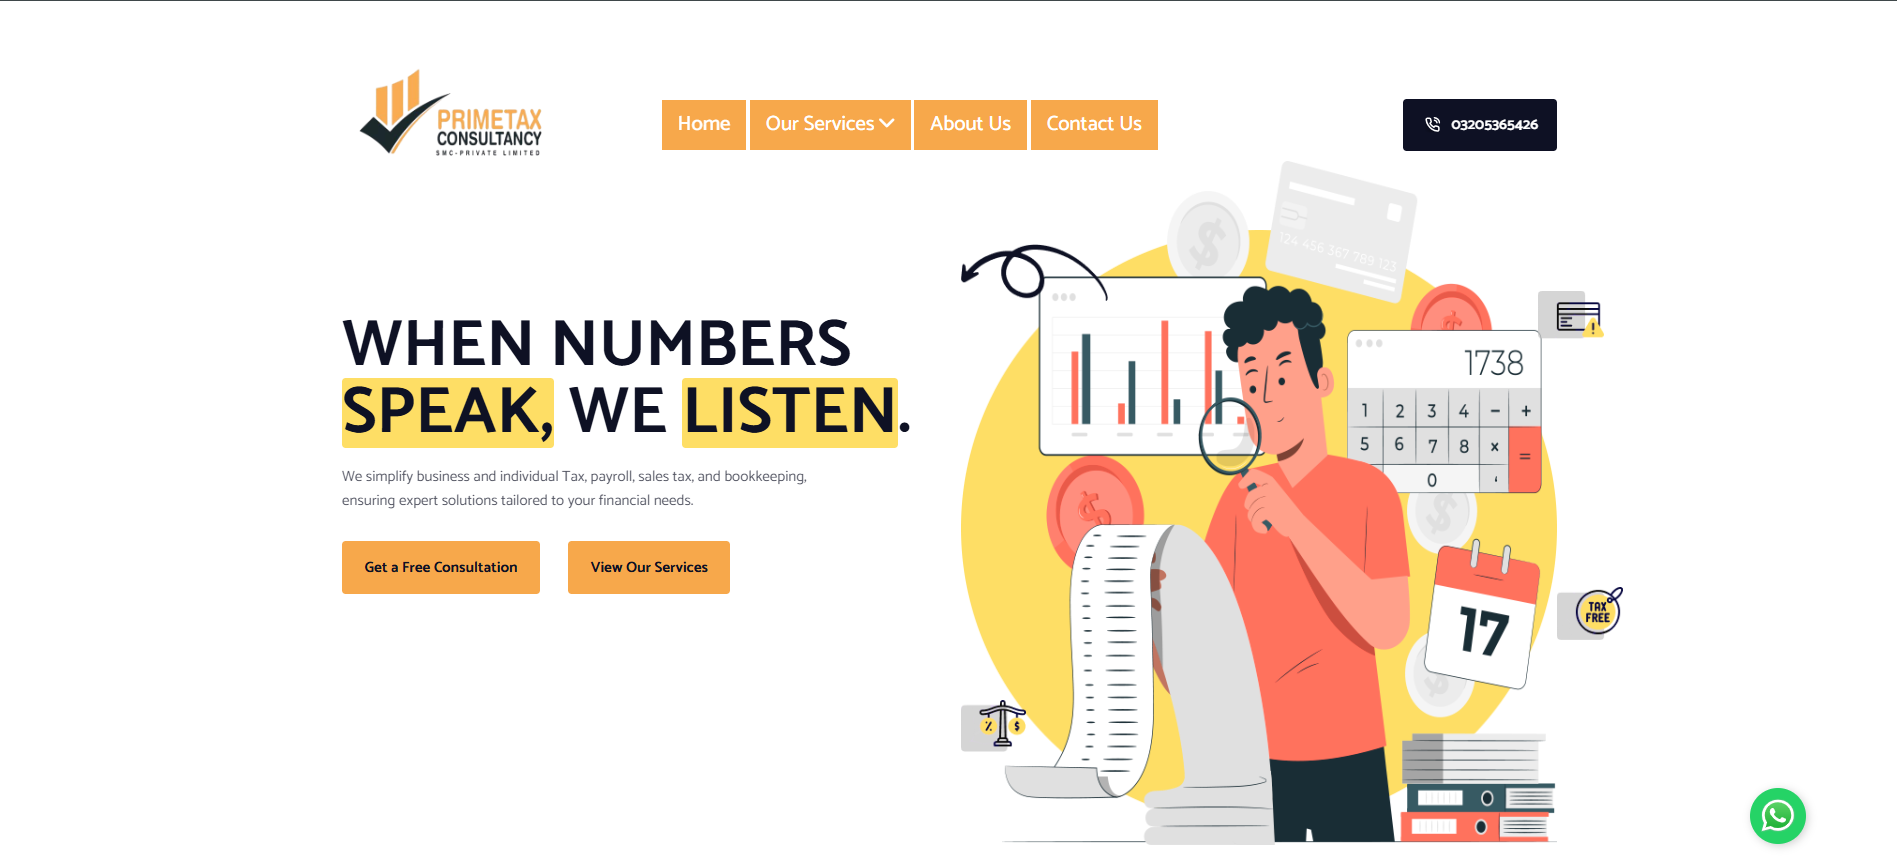 PRIMETAX
CONSULTANCY
SMC-PRIVATE LIMITED
Home
Our Services
About Us
Contact Us
03205365426
WHEN NUMBERS
SPEAK, WE LISTEN.
We simplify business and individual Tax, payroll, sales tax, and bookkeeping,
ensuring expert solutions tailored to your financial needs.
Get a Free Consultation
View Our Services
$
124 456 367 789 123
$
1738
1 2 3 4 − +
5 6 7 8 × =
0 ,
$
$
17
TAX
FREE
$
% $
!